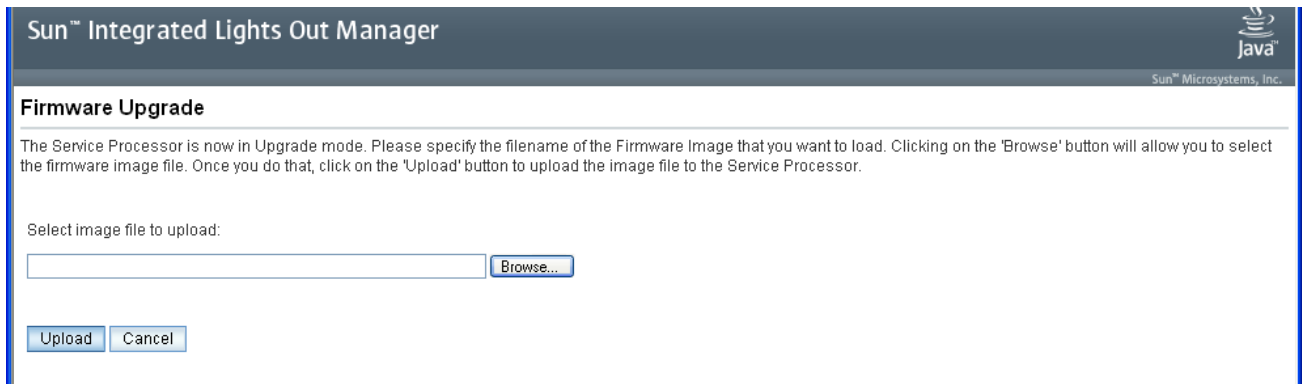 Sun™ Integrated Lights Out Manager
Java™
Sun™ Microsystems, Inc.
Firmware Upgrade
The Service Processor is now in Upgrade mode. Please specify the filename of the Firmware Image that you want to load. Clicking on the 'Browse' button will allow you to select
the firmware image file. Once you do that, click on the 'Upload' button to upload the image file to the Service Processor.
Select image file to upload:
Browse...
Upload Cancel